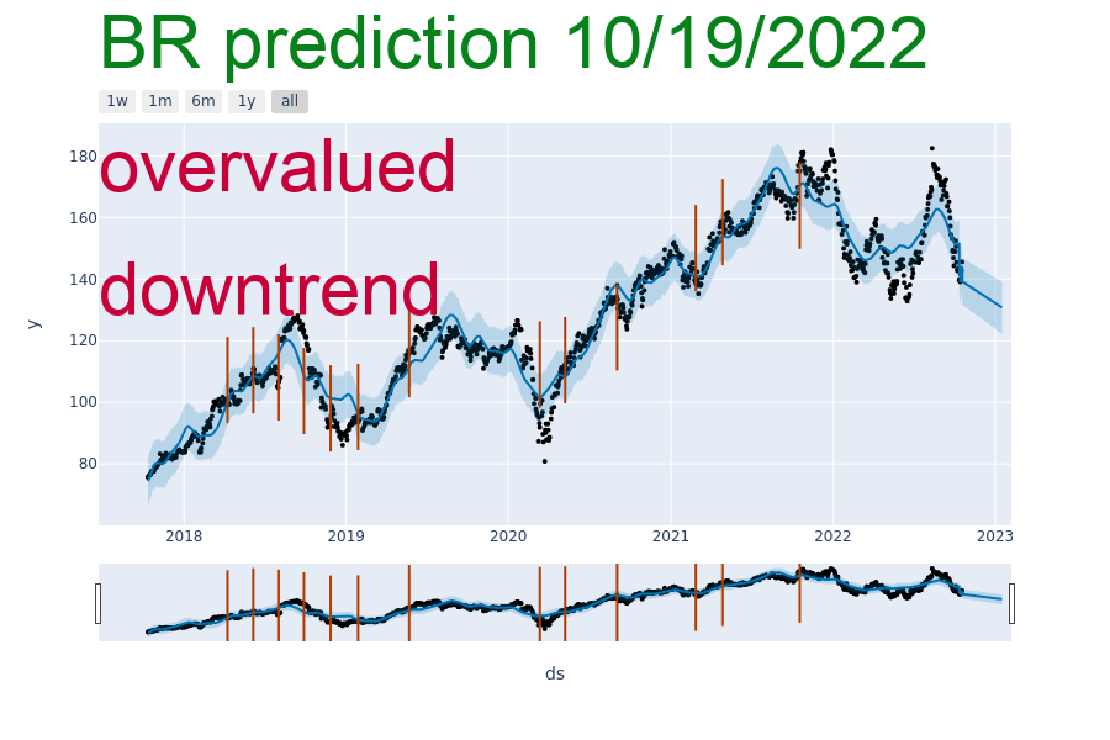 BR prediction 10/19/2022
1w 1m 6m 1y all
overvalued
downtrend
180
160
140
120
100
80
y
2018 2019 2020 2021 2022 2023
ds